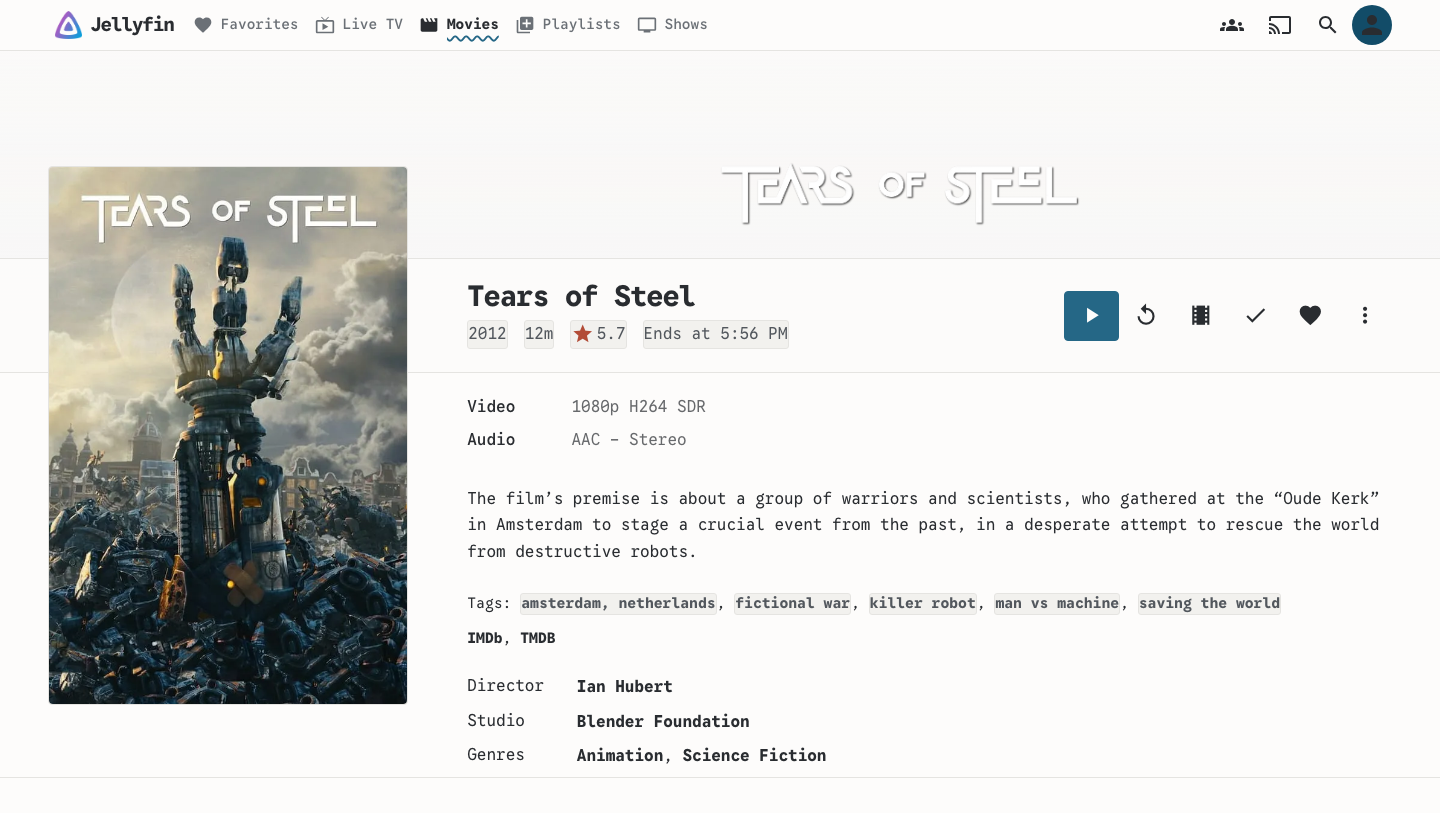 Jellyfin Favorites Live TV Movies Playlists Shows
TEARS OF STEEL
TEARS OF STEEL
Tears of Steel
2012 12m 5.7 Ends at 5:56 PM
Video 1080p H264 SDR
Audio AAC – Stereo
The film’s premise is about a group of warriors and scientists, who gathered at the “Oude Kerk”
in Amsterdam to stage a crucial event from the past, in a desperate attempt to rescue the world
from destructive robots.
Tags: amsterdam, netherlands, fictional war, killer robot, man vs machine, saving the world
IMDb, TMDB
Director Ian Hubert
Studio Blender Foundation
Genres Animation, Science Fiction